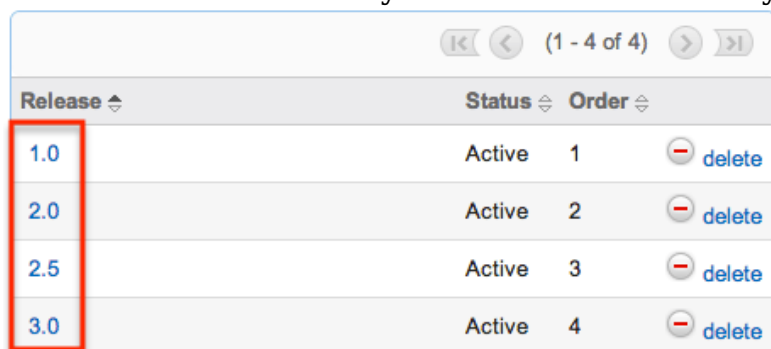 (1 - 4 of 4)
Release Status Order
1.0 Active 1 delete
2.0 Active 2 delete
2.5 Active 3 delete
3.0 Active 4 delete